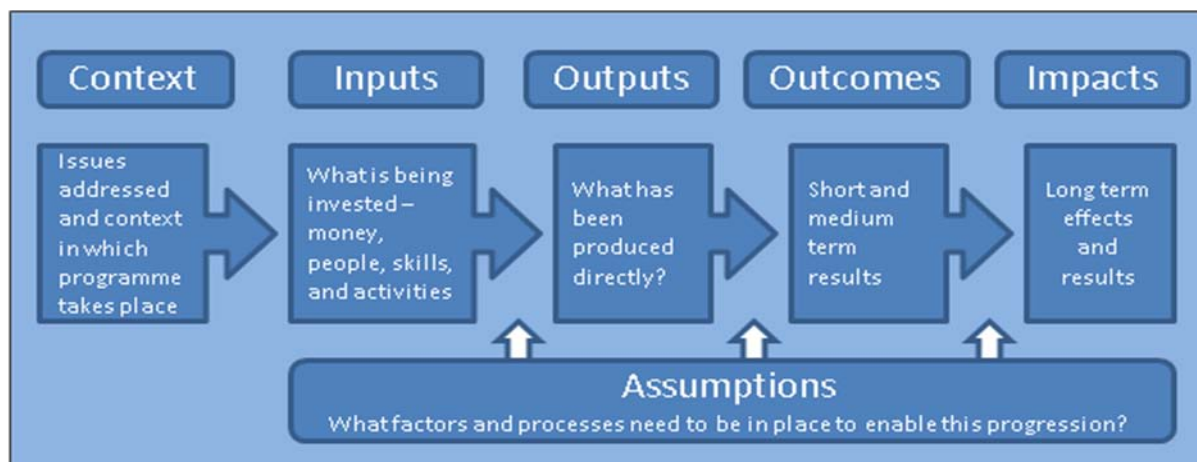 Context
Inputs
Outputs
Outcomes
Impacts
Issues
addressed
and context
in which
programme
takes place
What is being
invested –
money,
people, skills,
and activities
What has
been
produced
directly?
Short and
medium
term
results
Long term
effects
and
results
Assumptions
What factors and processes need to be in place to enable this progression?